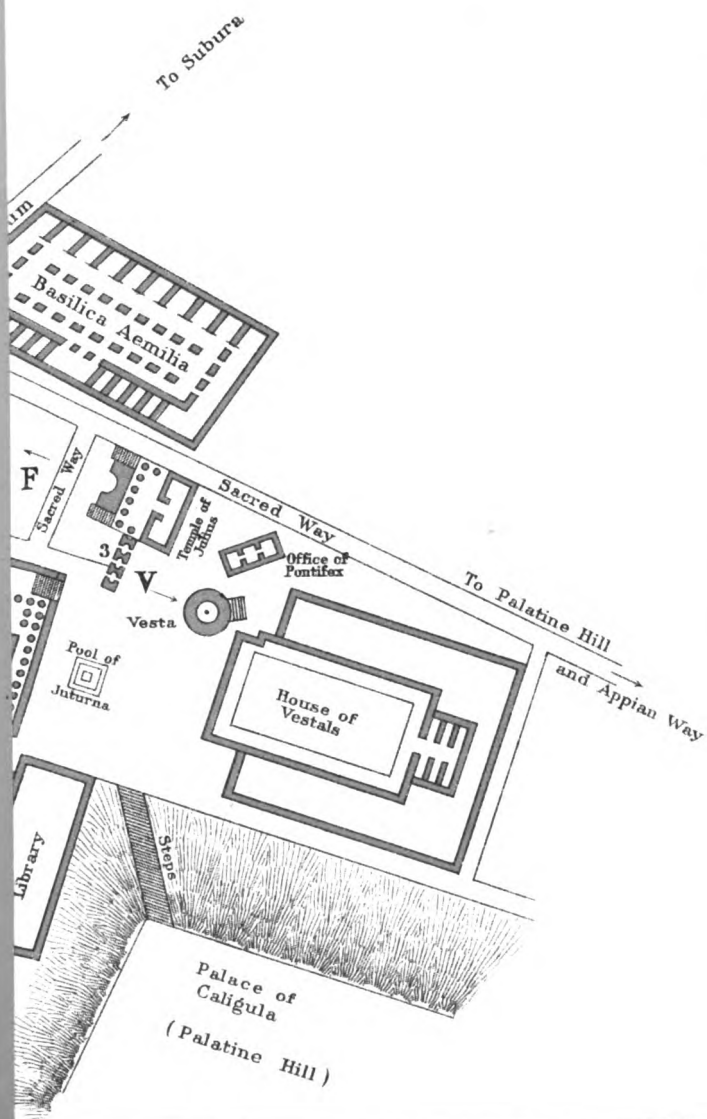 To Subura
Basilica Aemilia
F
Sacred Way
Sacred Way
3
Temple of
Julius
Office of
Pontifex
V
Vesta
To Palatine Hill
and Appian Way
Pool of
Juturna
House of
Vestals
Library
Steps
Palace of
Caligula
(Palatine Hill)